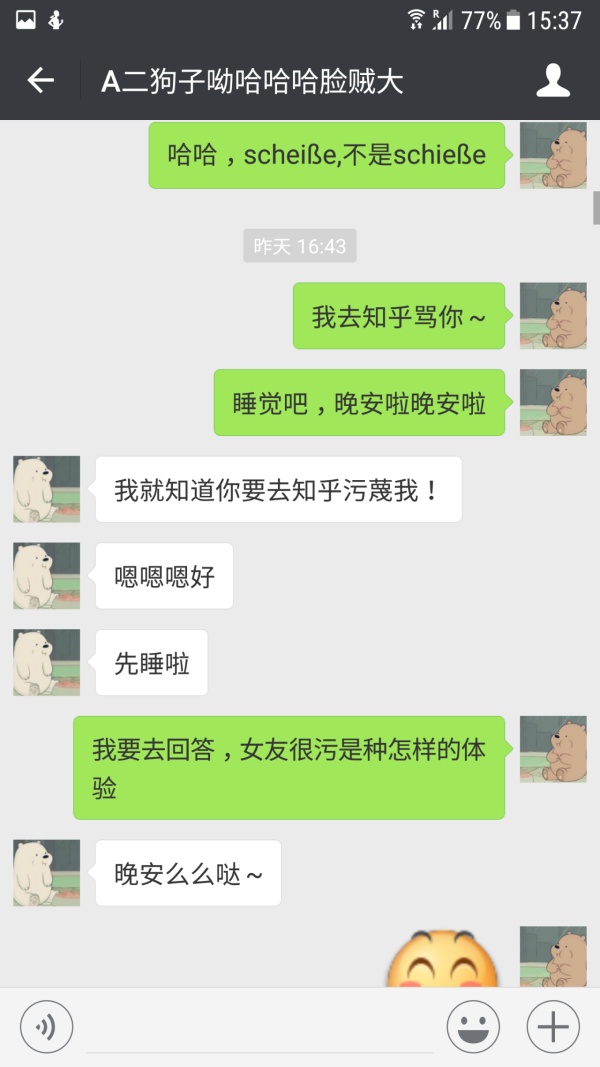 R 77% 15:37
A二狗子呦哈哈哈脸贼大
哈哈，scheiße,不是schieße
昨天 16:43
我去知乎骂你～
睡觉吧，晚安啦晚安啦
我就知道你要去知乎污蔑我！
嗯嗯嗯好
先睡啦
我要去回答，女友很污是种怎样的体
验
晚安么么哒～